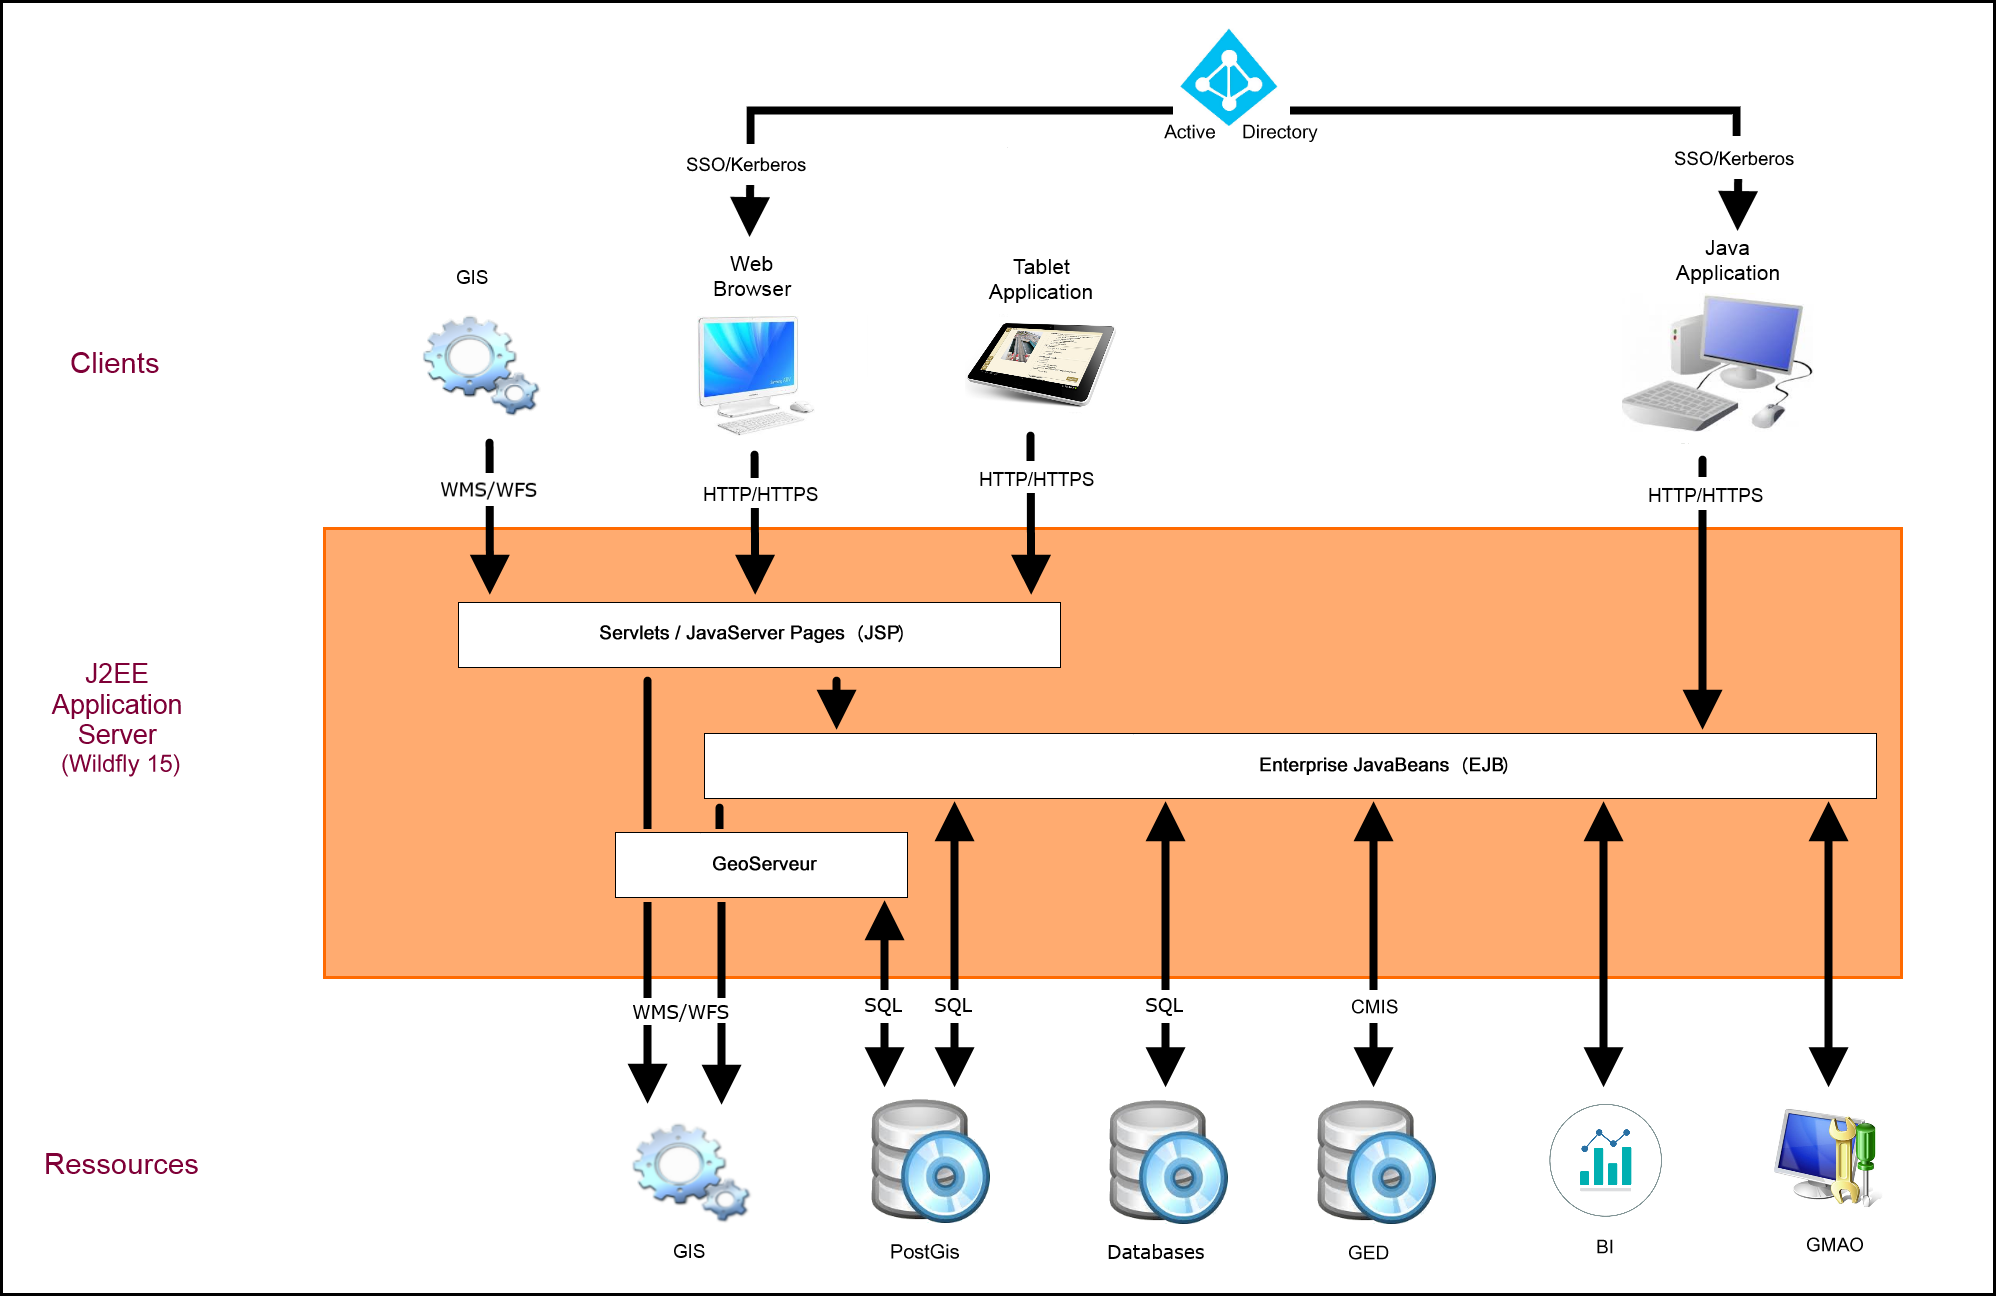 Active Directory
SSO/Kerberos
SSO/Kerberos
GIS
Web
Browser
Tablet
Application
Java
Application
Clients
WMS/WFS
HTTP/HTTPS
HTTP/HTTPS
HTTP/HTTPS
Servlets / JavaServer Pages (JSP)
J2EE
Application
Server
(Wildfly 15)
Enterprise JavaBeans (EJB)
GeoServeur
WMS/WFS
SQL
SQL
SQL
CMIS
Ressources
GIS
PostGis
Databases
GED
BI
GMAO